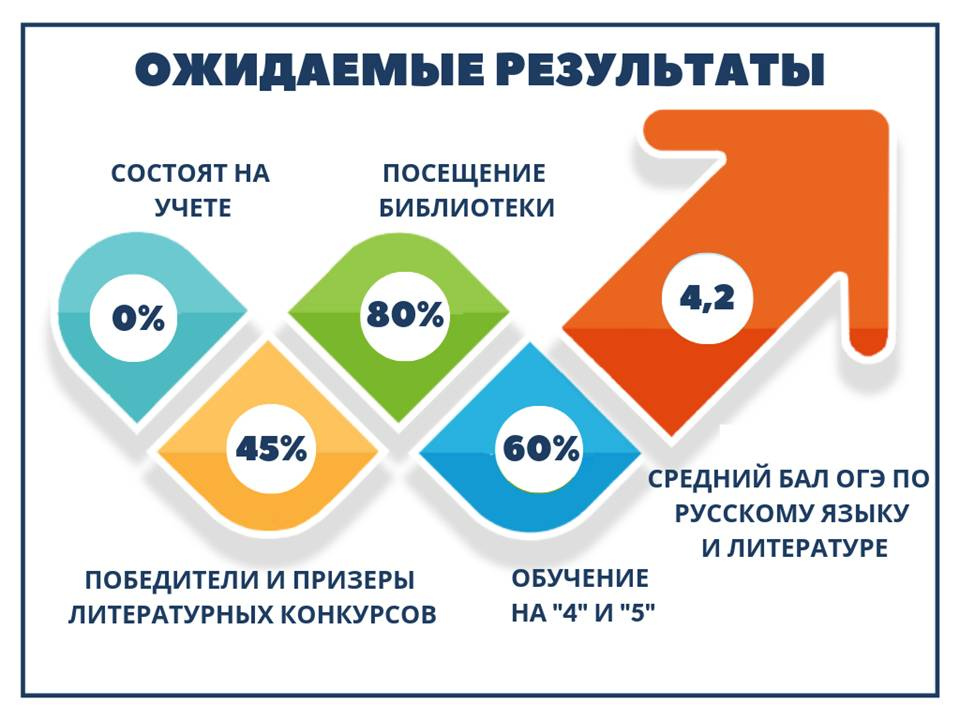 ОЖИДАЕМЫЕ РЕЗУЛЬТАТЫ
СОСТОЯТ НА
УЧЕТЕ
0%
ПОБЕДИТЕЛИ И ПРИЗЕРЫ
ЛИТЕРАТУРНЫХ КОНКУРСОВ
45%
ПОСЕЩЕНИЕ
БИБЛИОТЕКИ
80%
ОБУЧЕНИЕ
НА "4" И "5"
60%
4,2
СРЕДНИЙ БАЛ ОГЭ ПО
РУССКОМУ ЯЗЫКУ
И ЛИТЕРАТУРЕ